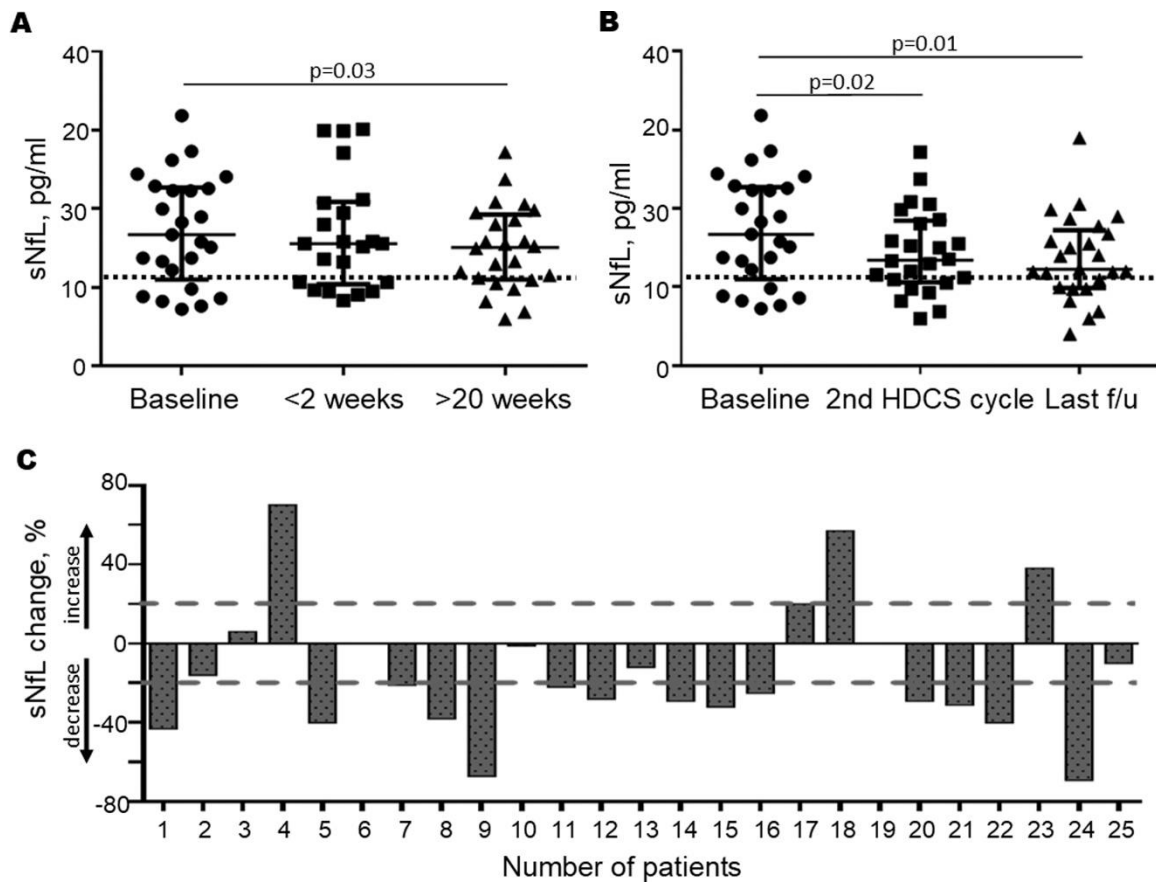 A
sNfL, pg/ml
40
20
30
10
0
p=0.03
Baseline <2 weeks >20 weeks
B
sNfL, pg/ml
40
20
30
10
0
p=0.01
p=0.02
Baseline 2nd HDCS cycle Last f/u
C
sNfL change, %
increase
decrease
80
40
0
-40
-80
1 2 3 4 5 6 7 8 9 10 11 12 13 14 15 16 17 18 19 20 21 22 23 24 25
Number of patients